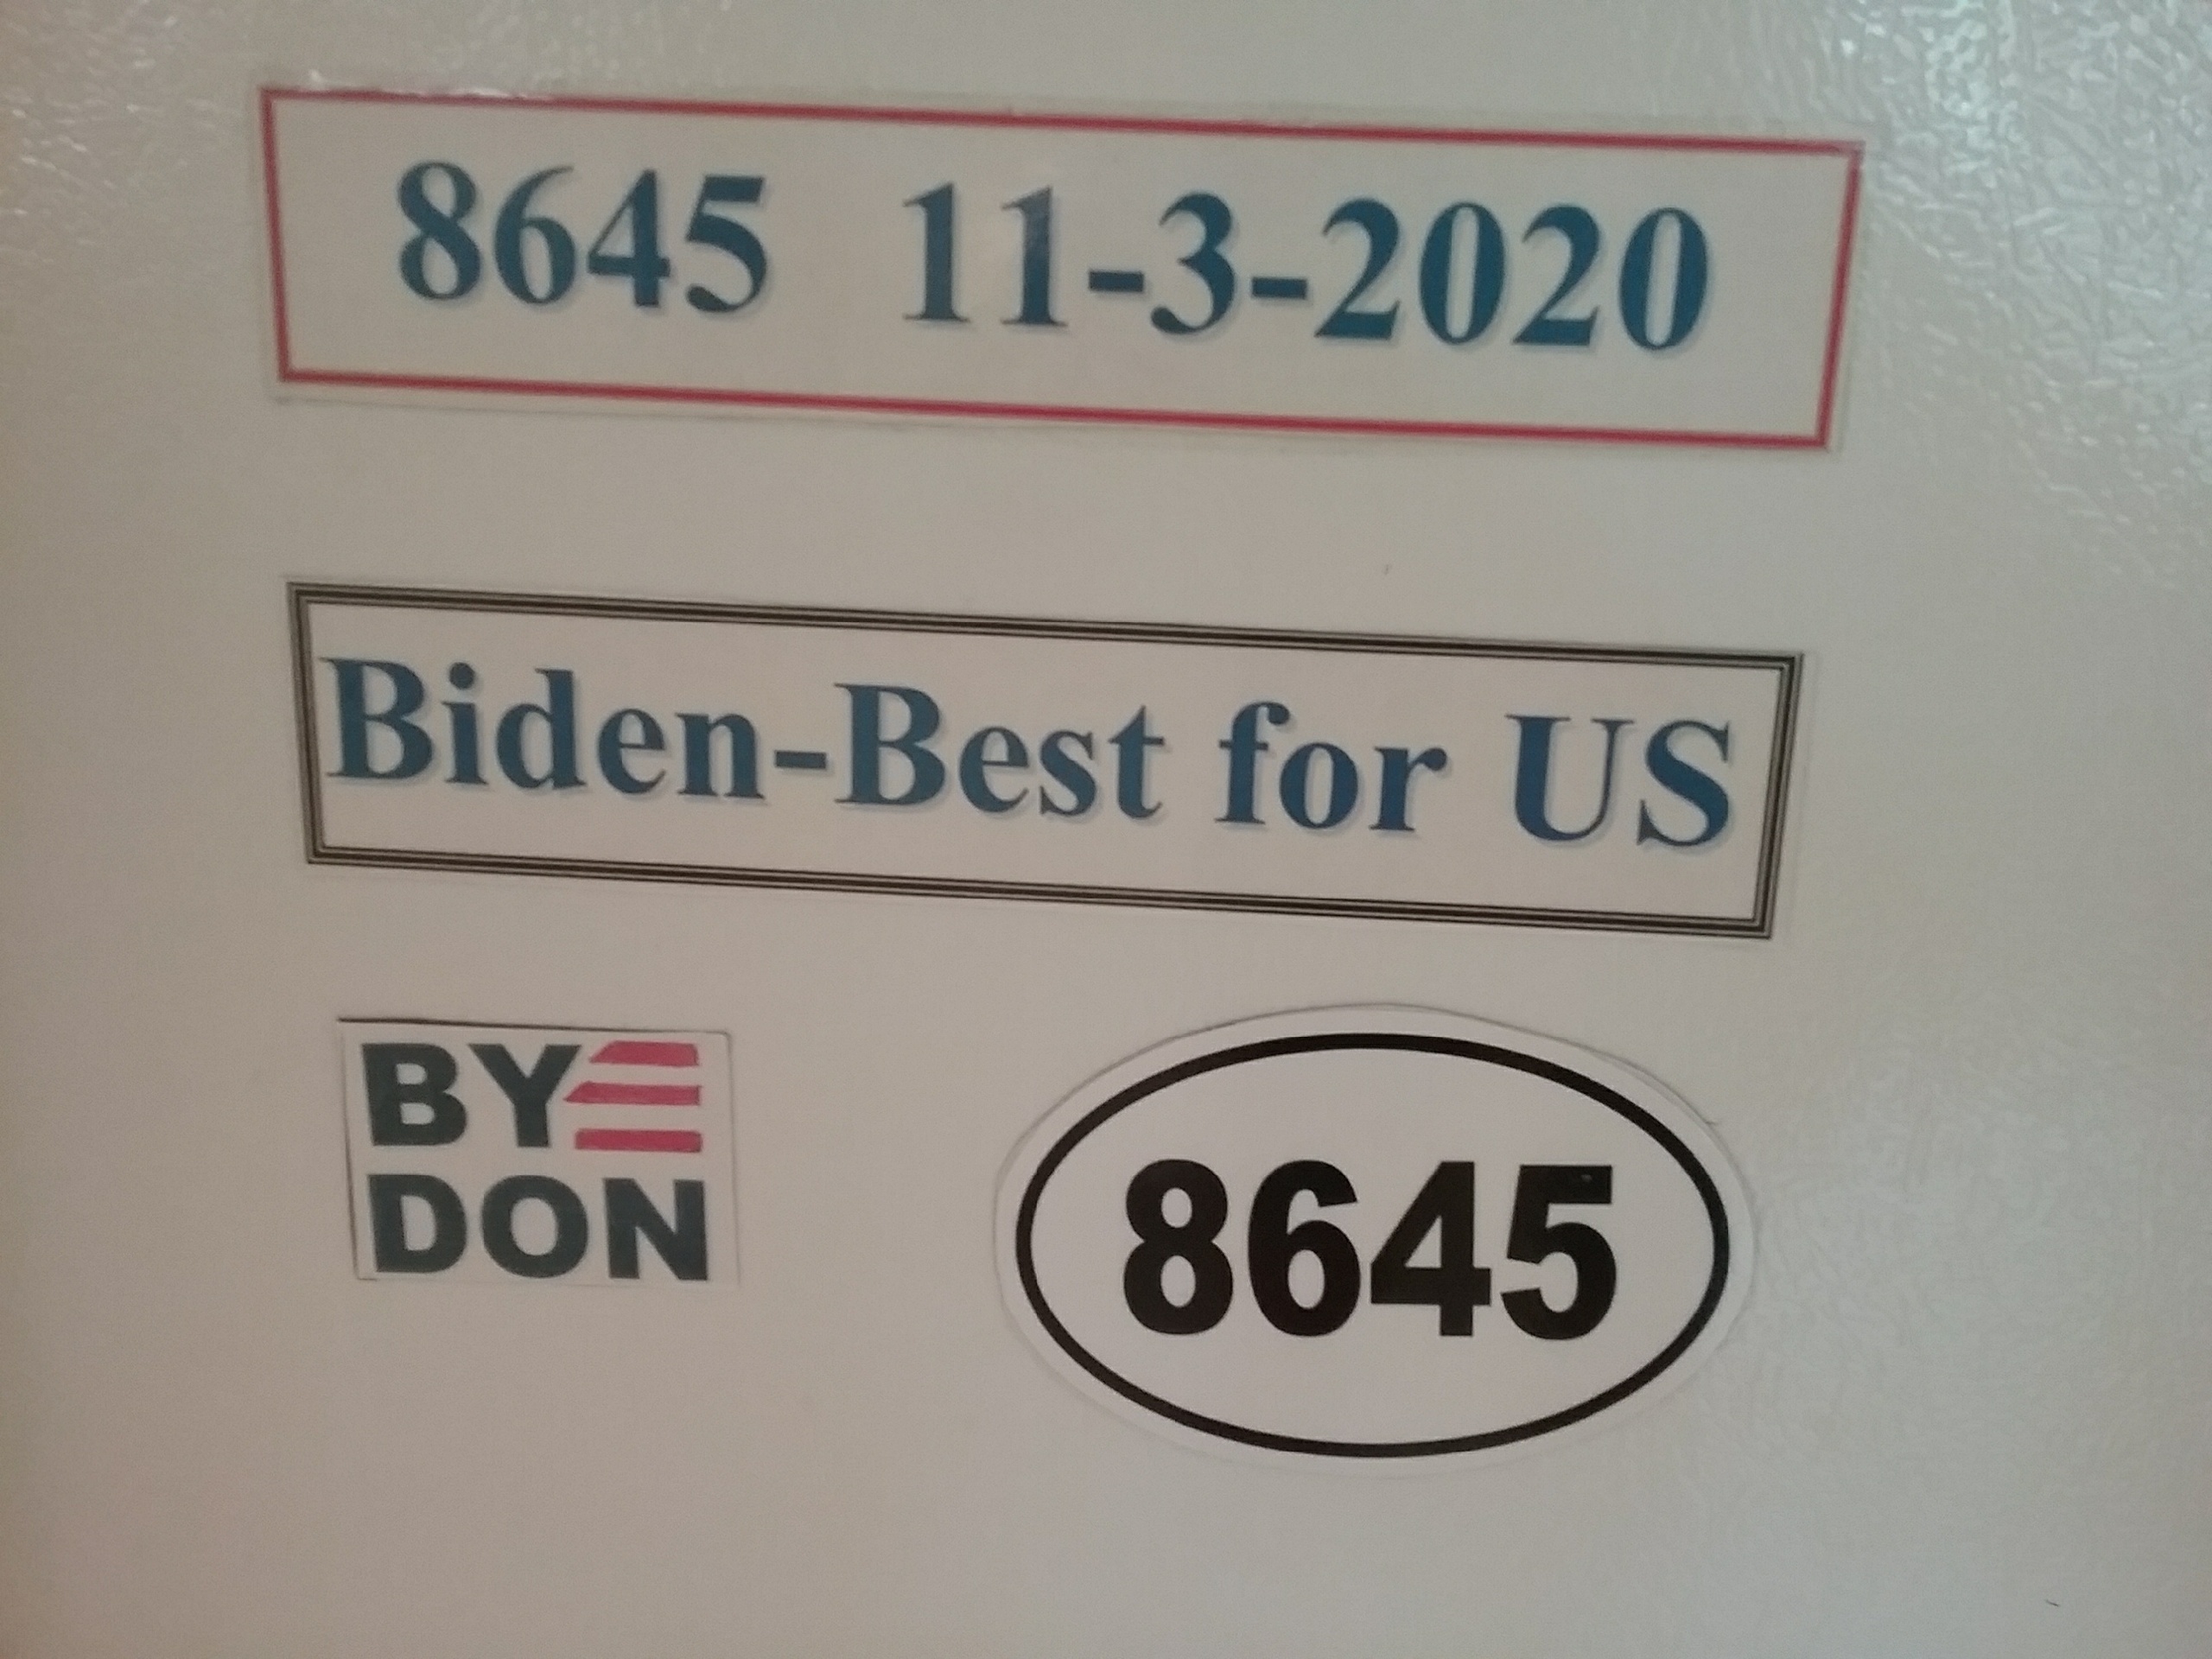 8645 11-3-2020
Biden-Best for US
BYE
DON
8645